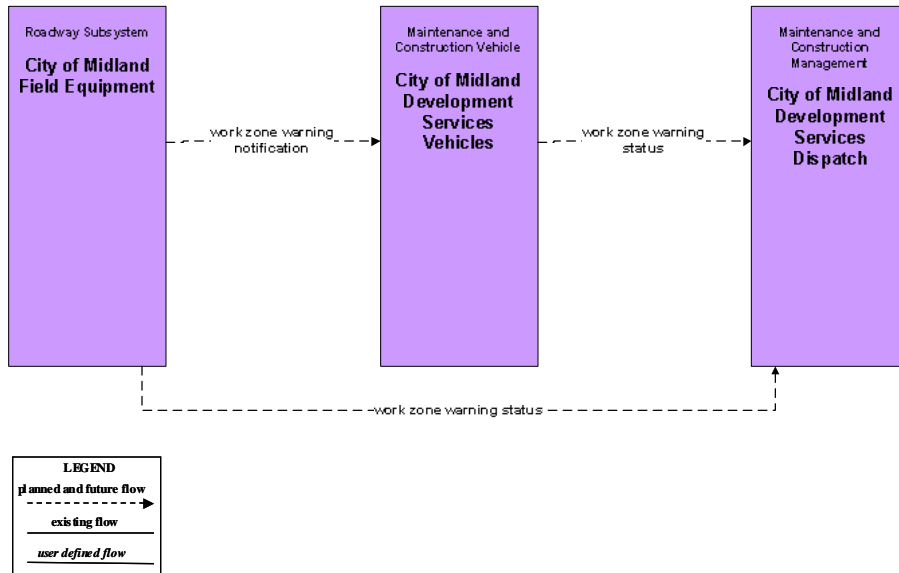 Roadway Subsystem
City of Midland
Field Equipment
Maintenance and
Construction Vehicle
City of Midland
Development
Services
Vehicles
Maintenance and
Construction
Management
City of Midland
Development
Services
Dispatch
work zone warning
notification
work zone warning
status
work zone warning status
LEGEND
planned and future flow
existing flow
user defined flow